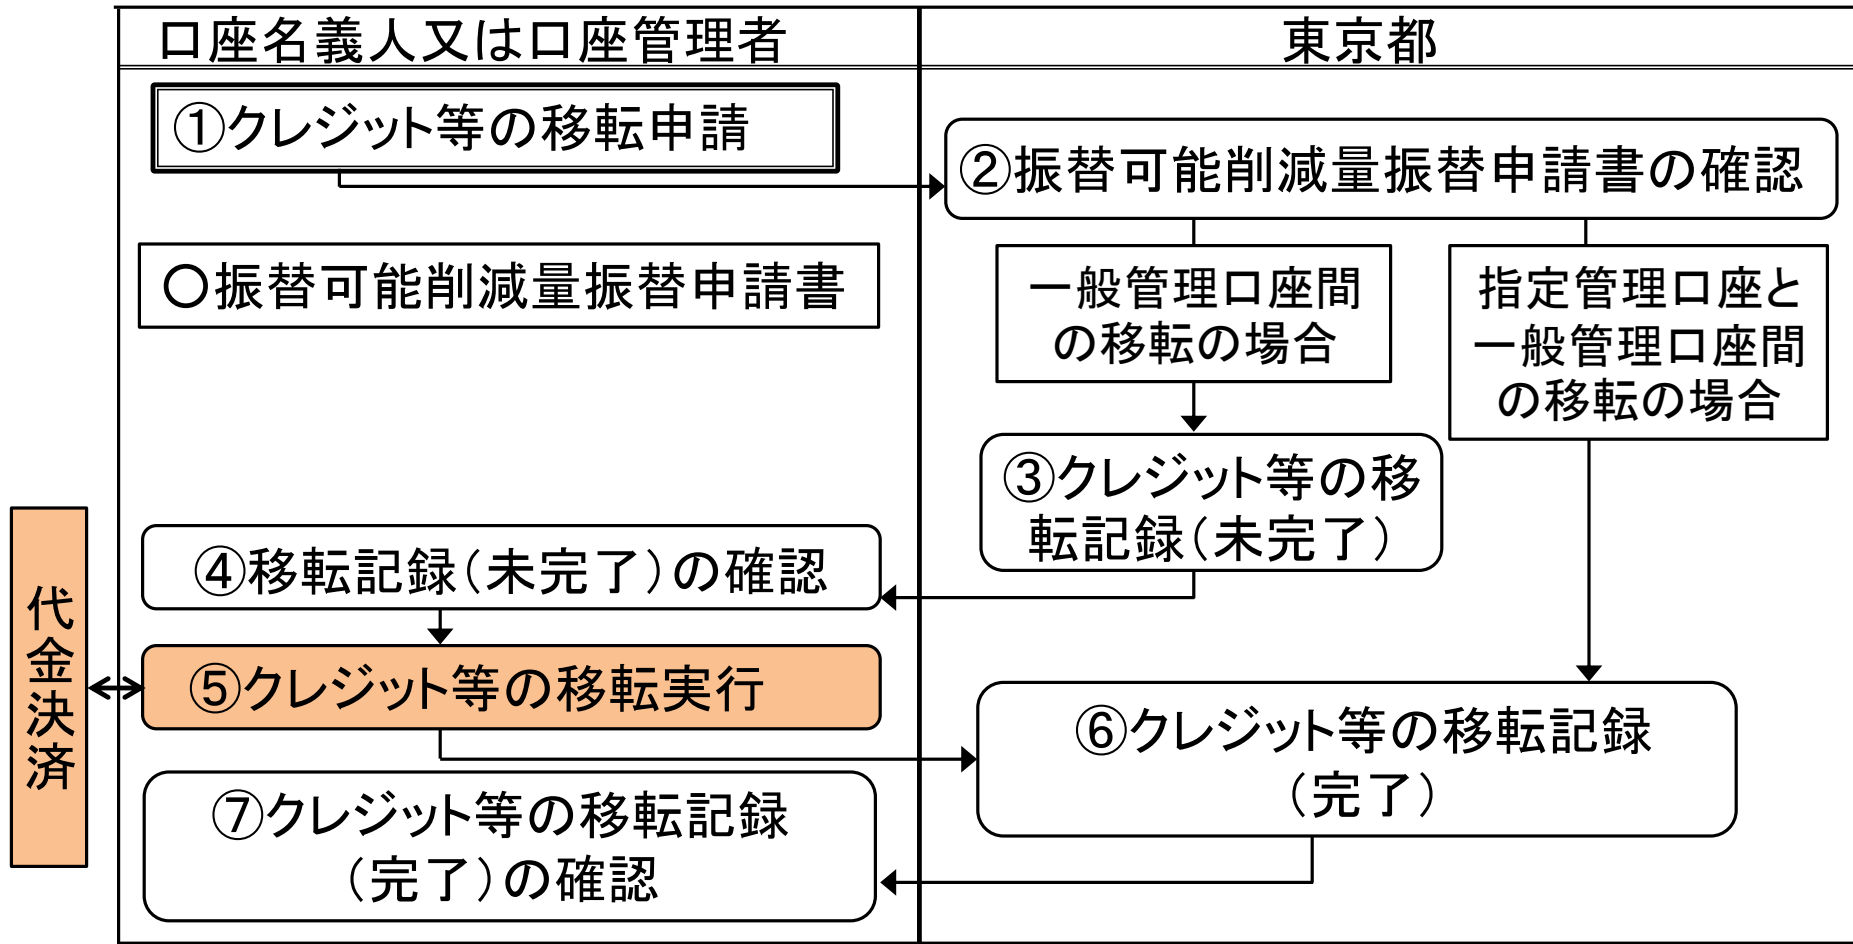 口座名義人又は口座管理者
東京都
①クレジット等の移転申請
②振替可能削減量振替申請書の確認
〇振替可能削減量振替申請書
一般管理口座間
の移転の場合
指定管理口座と
一般管理口座間
の移転の場合
③クレジット等の移
転記録(未完了)
④移転記録(未完了)の確認
代金決済
⑤クレジット等の移転実行
⑥クレジット等の移転記録
(完了)
⑦クレジット等の移転記録
(完了)の確認